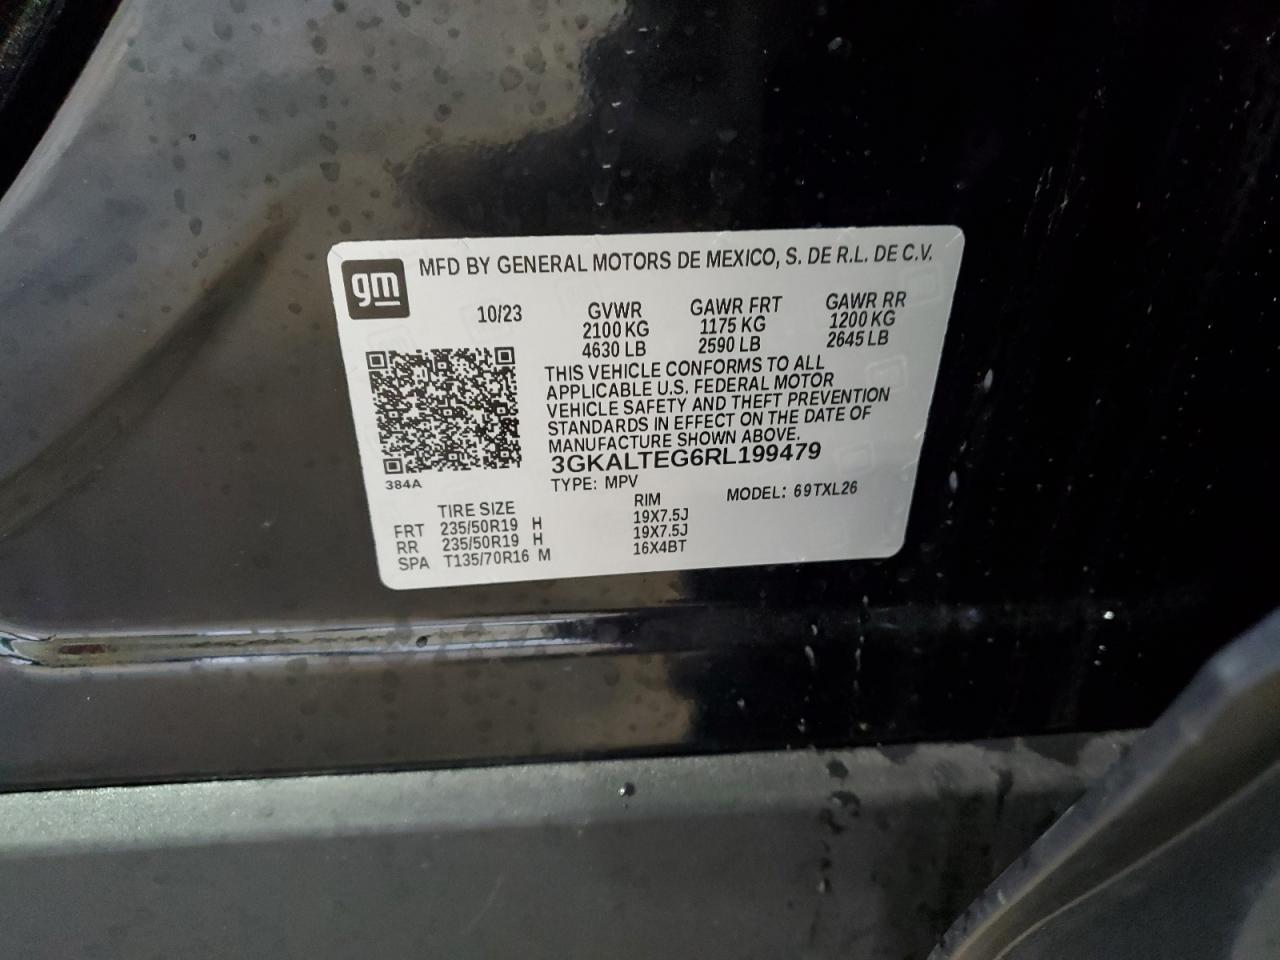 gm
MFD BY GENERAL MOTORS DE MEXICO, S. DE R.L. DE C.V.
10/23 GVWR GAWR FRT GAWR RR
2100 KG 1175 KG 1200 KG
4630 LB 2590 LB 2645 LB
THIS VEHICLE CONFORMS TO ALL
APPLICABLE U.S. FEDERAL MOTOR
VEHICLE SAFETY AND THEFT PREVENTION
STANDARDS IN EFFECT ON THE DATE OF
MANUFACTURE SHOWN ABOVE.
3GKALTEG6RL199479
384A
TYPE: MPV MODEL: 69TXL26
TIRE SIZE RIM
FRT 235/50R19 H 19X7.5J
RR 235/50R19 H 19X7.5J
SPA T135/70R16 M 16X4BT